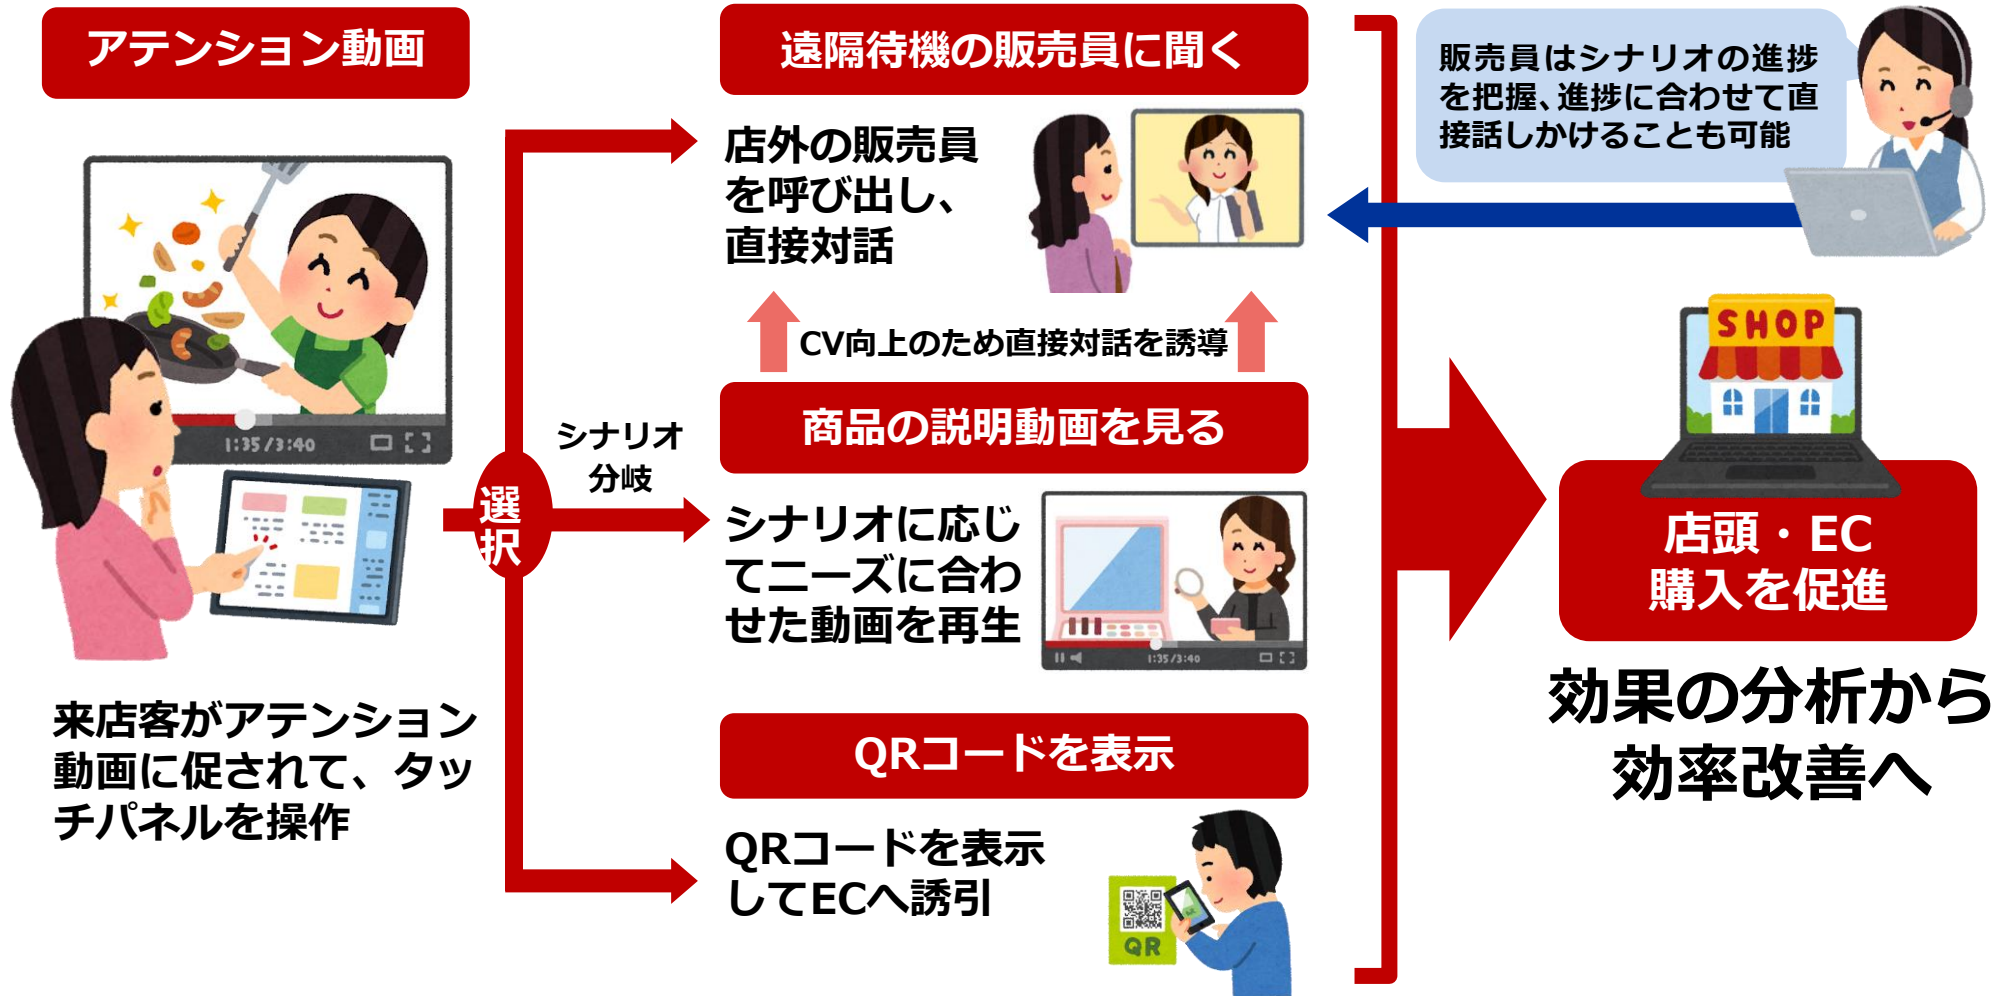 アテンション動画
1:35/3:40
来店客がアテンション
動画に促されて、タッ
チパネルを操作
選
択
シナリオ
分岐
遠隔待機の販売員に聞く
店外の販売員
を呼び出し、
直接対話
CV向上のため直接対話を誘導
商品の説明動画を見る
シナリオに応じ
てニーズに合わ
せた動画を再生
1:35/3:40
QRコードを表示
QRコードを表示
してECへ誘引
QR
販売員はシナリオの進捗
を把握、進捗に合わせて直
接話しかけることも可能
SHOP
店頭・EC
購入を促進
効果の分析から
効率改善へ